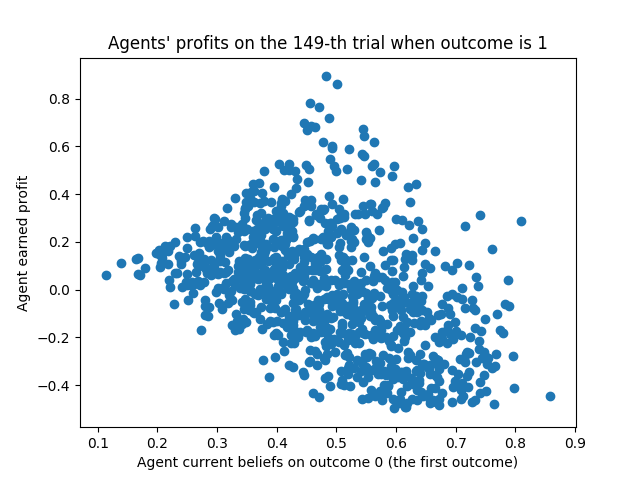 Agents' profits on the 149-th trial when outcome is 1
Agent earned profit
0.8
0.6
0.4
0.2
0.0
−0.2
−0.4
0.1 0.2 0.3 0.4 0.5 0.6 0.7 0.8 0.9
Agent current beliefs on outcome 0 (the first outcome)